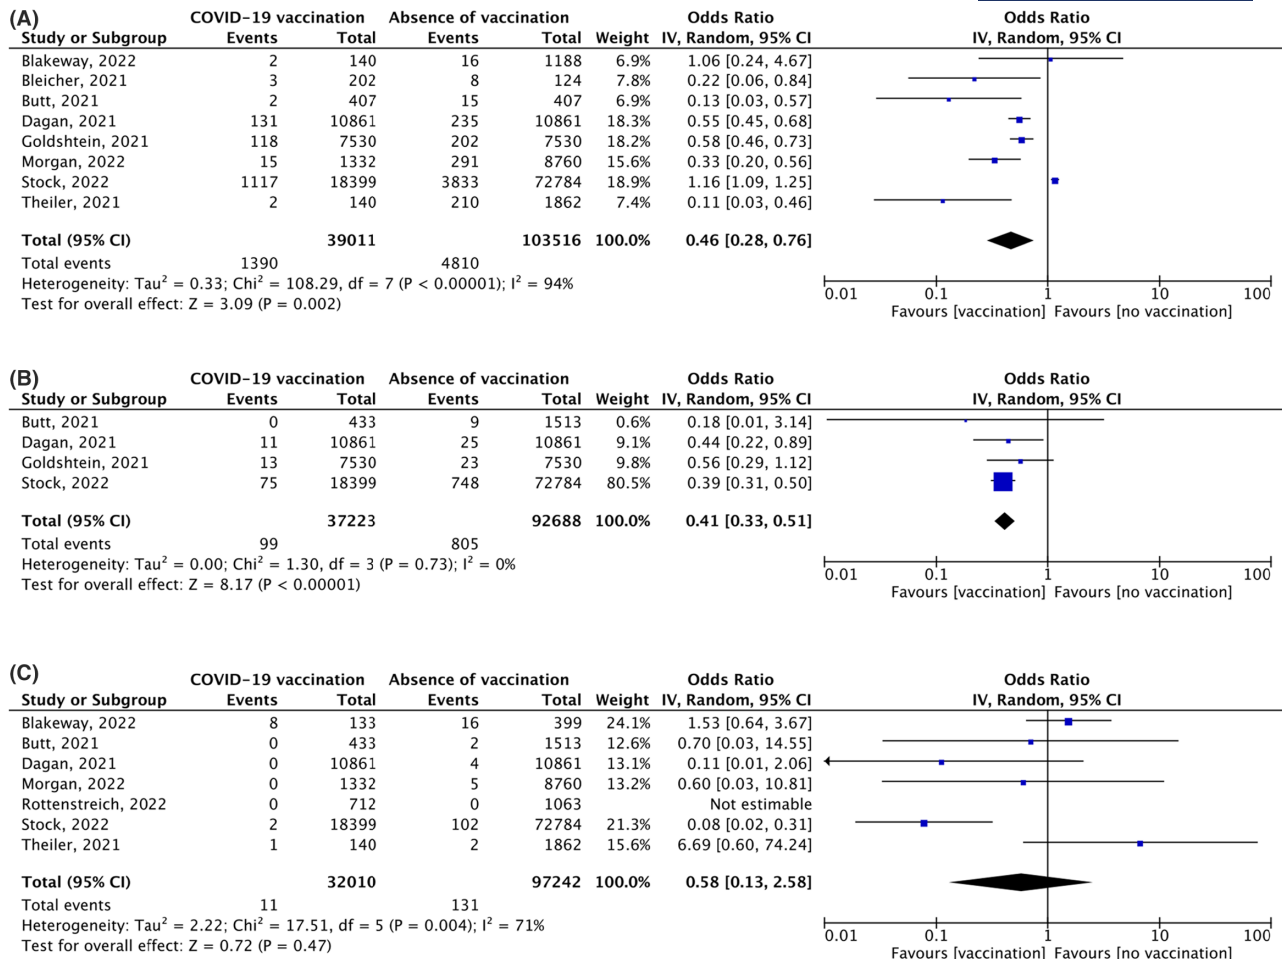 (A) COVID-19 vaccination Absence of vaccination Odds Ratio Odds Ratio
Study or Subgroup Events Total Events Total Weight IV, Random, 95% CI IV, Random, 95% CI
Blakeway, 2022 2 140 16 1188 6.9% 1.06 [0.24, 4.67]
Bleicher, 2021 3 202 8 124 7.8% 0.22 [0.06, 0.84]
Butt, 2021 2 407 15 407 6.9% 0.13 [0.03, 0.57]
Dagan, 2021 131 10861 235 10861 18.3% 0.55 [0.45, 0.68]
Goldshtein, 2021 118 7530 202 7530 18.2% 0.58 [0.46, 0.73]
Morgan, 2022 15 1332 291 8760 15.6% 0.33 [0.20, 0.56]
Stock, 2022 1117 18399 3833 72784 18.9% 1.16 [1.09, 1.25]
Theiler, 2021 2 140 210 1862 7.4% 0.11 [0.03, 0.46]
Total (95% CI) 39011 103516 100.0% 0.46 [0.28, 0.76]
Total events 1390 4810
Heterogeneity: Tau² = 0.33; Chi² = 108.29, df = 7 (P < 0.00001); I² = 94%
Test for overall effect: Z = 3.09 (P = 0.002)
0.01 0.1 1 10 100
Favours [vaccination] Favours [no vaccination]
(B) COVID-19 vaccination Absence of vaccination Odds Ratio Odds Ratio
Study or Subgroup Events Total Events Total Weight IV, Random, 95% CI IV, Random, 95% CI
Butt, 2021 0 433 9 1513 0.6% 0.18 [0.01, 3.14]
Dagan, 2021 11 10861 25 10861 9.1% 0.44 [0.22, 0.89]
Goldshtein, 2021 13 7530 23 7530 9.8% 0.56 [0.29, 1.12]
Stock, 2022 75 18399 748 72784 80.5% 0.39 [0.31, 0.50]
Total (95% CI) 37223 92688 100.0% 0.41 [0.33, 0.51]
Total events 99 805
Heterogeneity: Tau² = 0.00; Chi² = 1.30, df = 3 (P = 0.73); I² = 0%
Test for overall effect: Z = 8.17 (P < 0.00001)
0.01 0.1 1 10 100
Favours [vaccination] Favours [no vaccination]
(C) COVID-19 vaccination Absence of vaccination Odds Ratio Odds Ratio
Study or Subgroup Events Total Events Total Weight IV, Random, 95% CI IV, Random, 95% CI
Blakeway, 2022 8 133 16 399 24.1% 1.53 [0.64, 3.67]
Butt, 2021 0 433 2 1513 12.6% 0.70 [0.03, 14.55]
Dagan, 2021 0 10861 4 10861 13.1% 0.11 [0.01, 2.06]
Morgan, 2022 0 1332 5 8760 13.2% 0.60 [0.03, 10.81]
Rottenstreich, 2022 0 712 0 1063 Not estimable
Stock, 2022 2 18399 102 72784 21.3% 0.08 [0.02, 0.31]
Theiler, 2021 1 140 2 1862 15.6% 6.69 [0.60, 74.24]
Total (95% CI) 32010 97242 100.0% 0.58 [0.13, 2.58]
Total events 11 131
Heterogeneity: Tau² = 2.22; Chi² = 17.51, df = 5 (P = 0.004); I² = 71%
Test for overall effect: Z = 0.72 (P = 0.47)
0.01 0.1 1 10 100
Favours [vaccination] Favours [no vaccination]